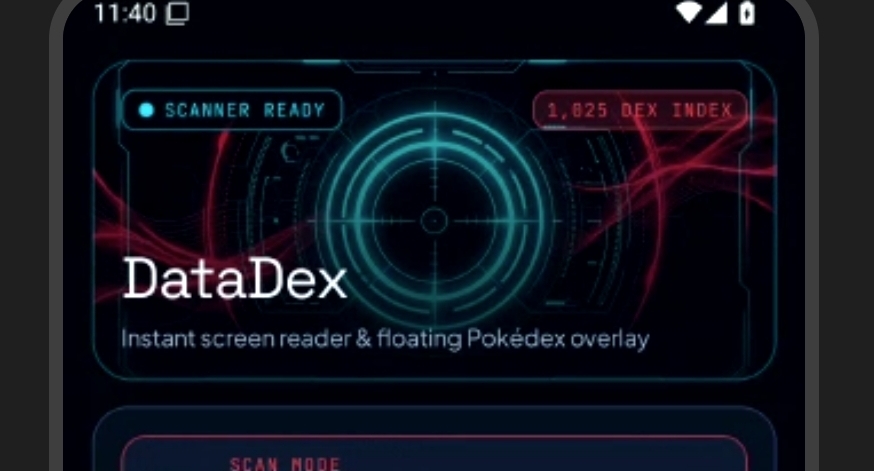 11:40
SCANNER READY
1,025 DEX INDEX
DataDex
Instant screen reader & floating Pokédex overlay
SCAN MODE